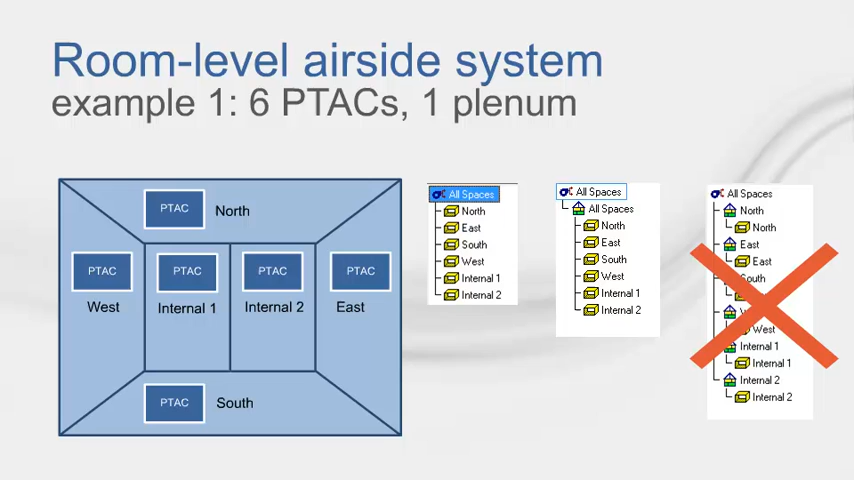 Room-level airside system
example 1: 6 PTACs, 1 plenum
PTAC
North
PTAC
West
PTAC
Internal 1
PTAC
Internal 2
PTAC
East
PTAC
South
All Spaces
North
East
South
West
Internal 1
Internal 2
All Spaces
All Spaces
North
East
South
West
Internal 1
Internal 2
All Spaces
North
North
East
East
South
West
Internal 1
Internal 1
Internal 2
Internal 2